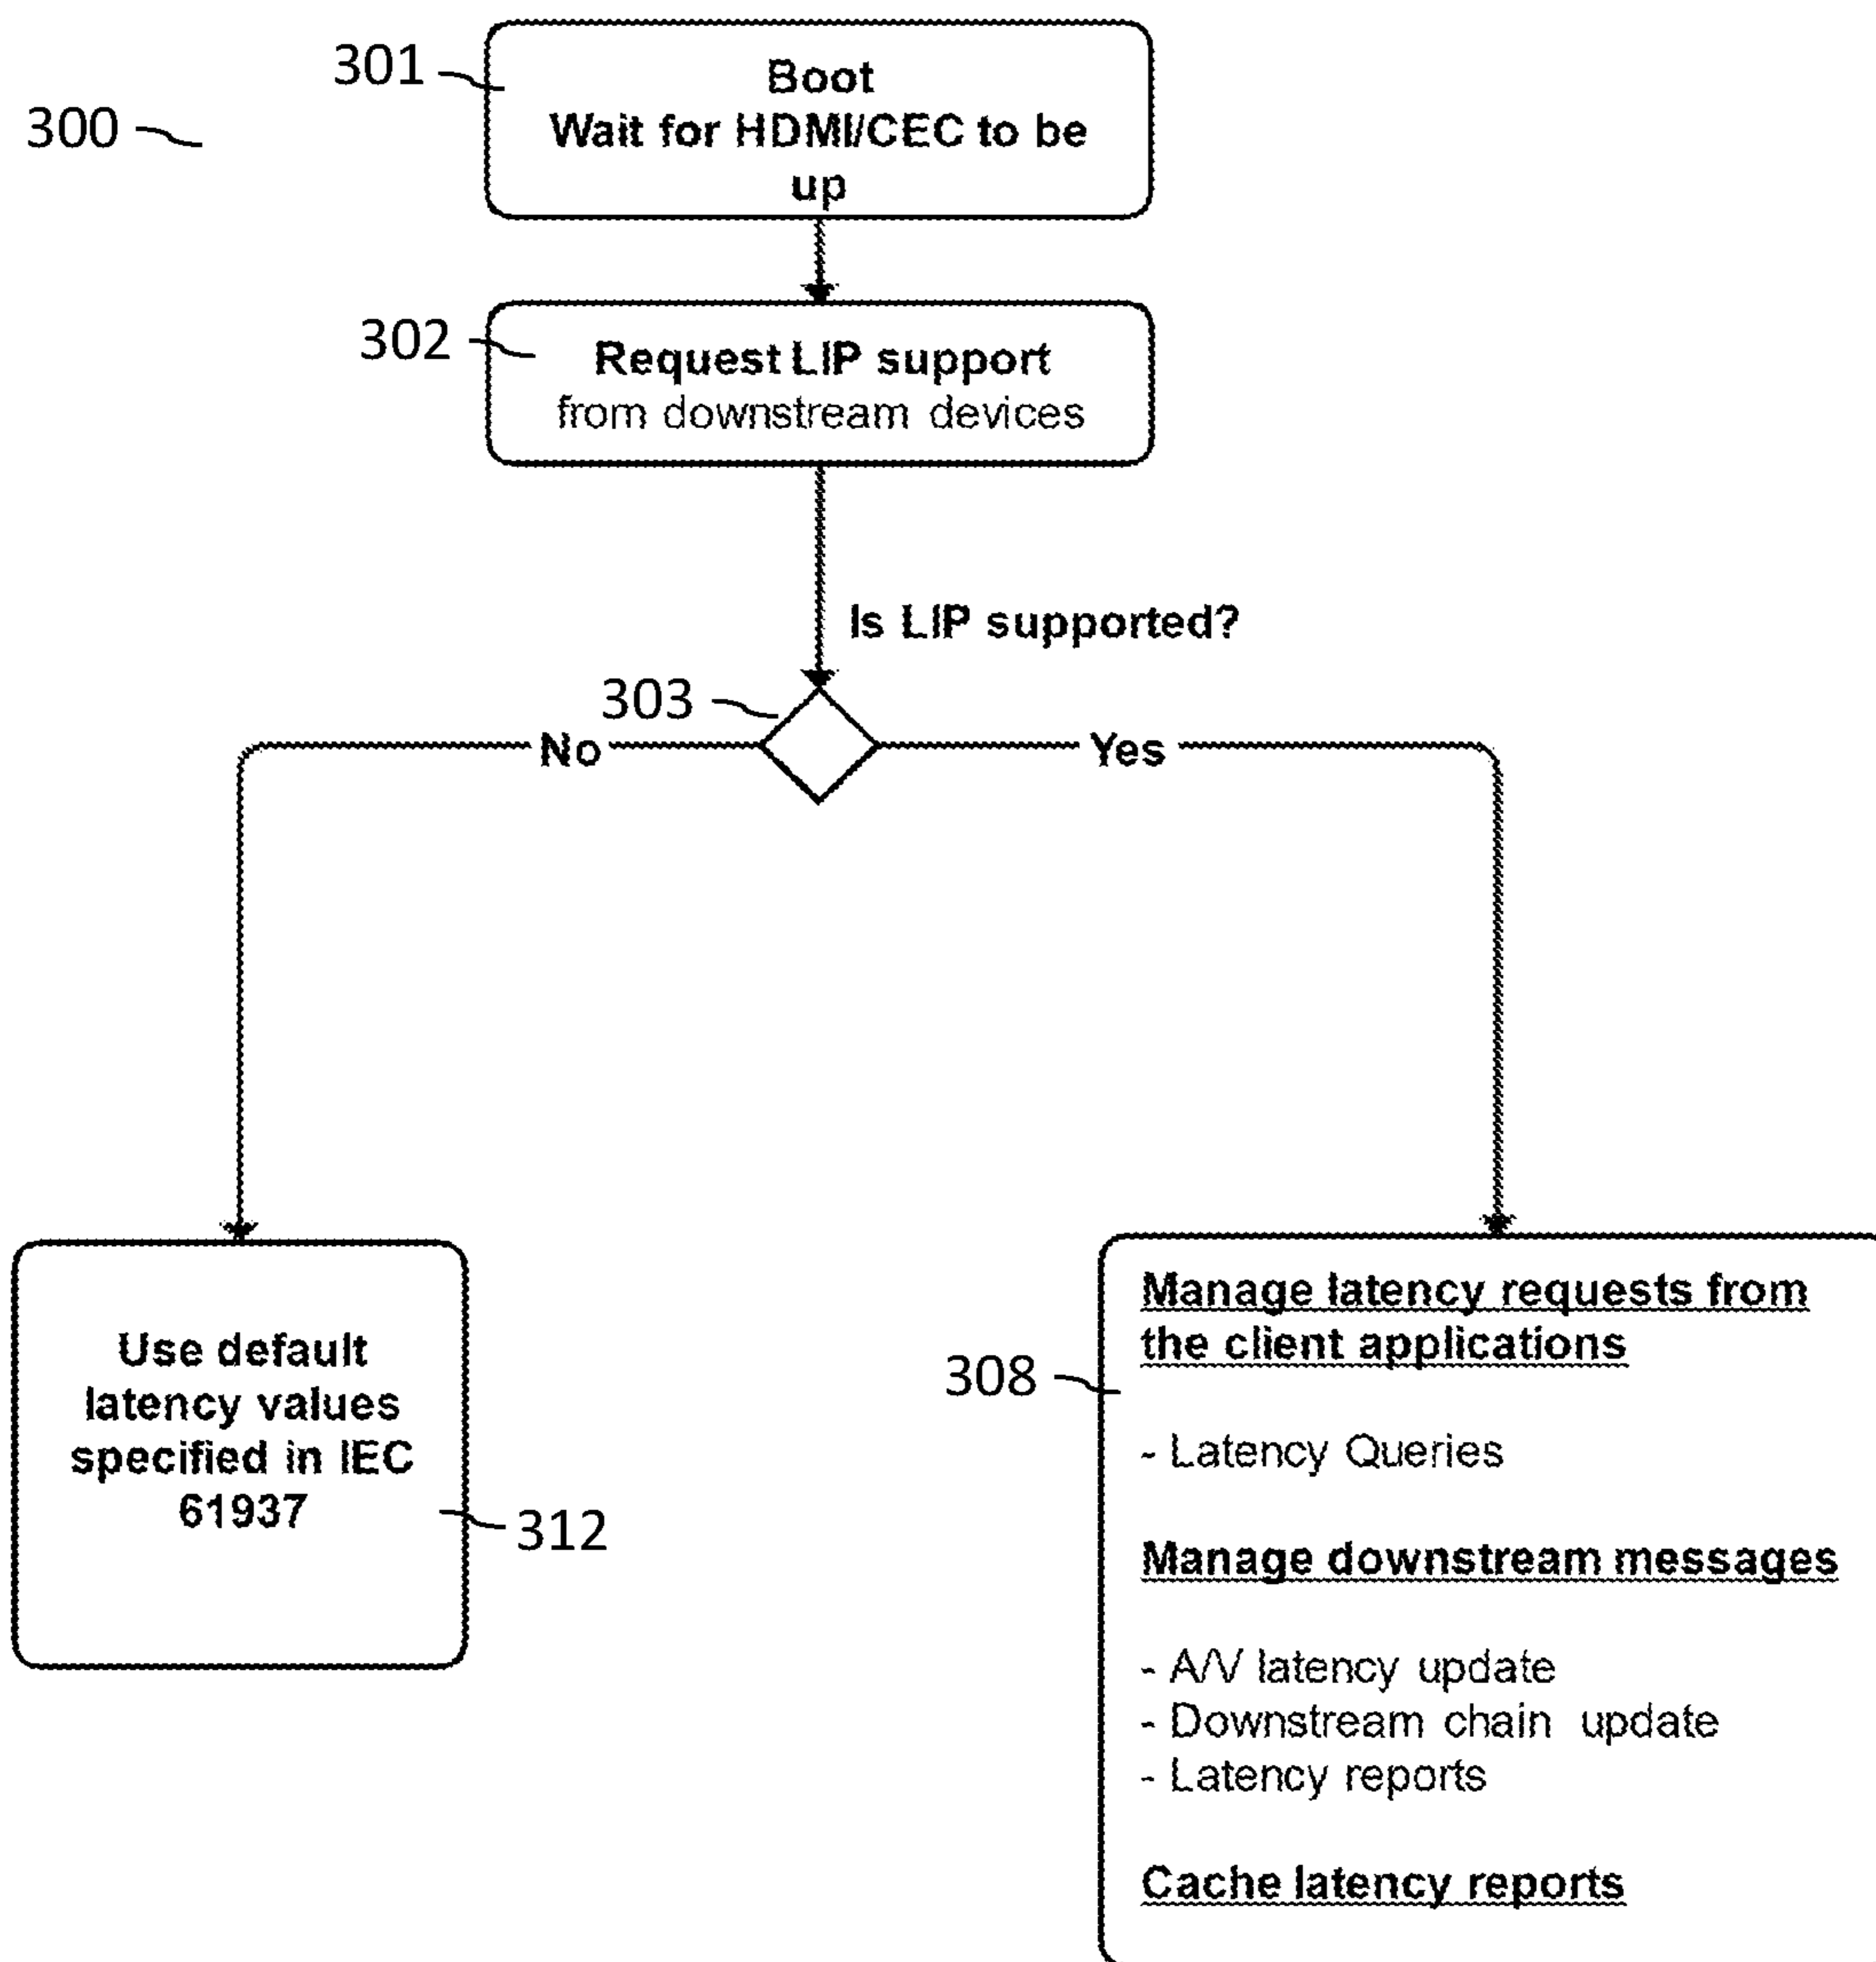 301
Boot
Wait for HDMI/CEC to be
up
300
302
Request LIP support
from downstream devices
Is LIP supported?
303
No
Yes
Use default
latency values
specified in IEC
61937
312
308
Manage latency requests from
the client applications
- Latency Queries
Manage downstream messages
- A/V latency update
- Downstream chain update
- Latency reports
Cache latency reports